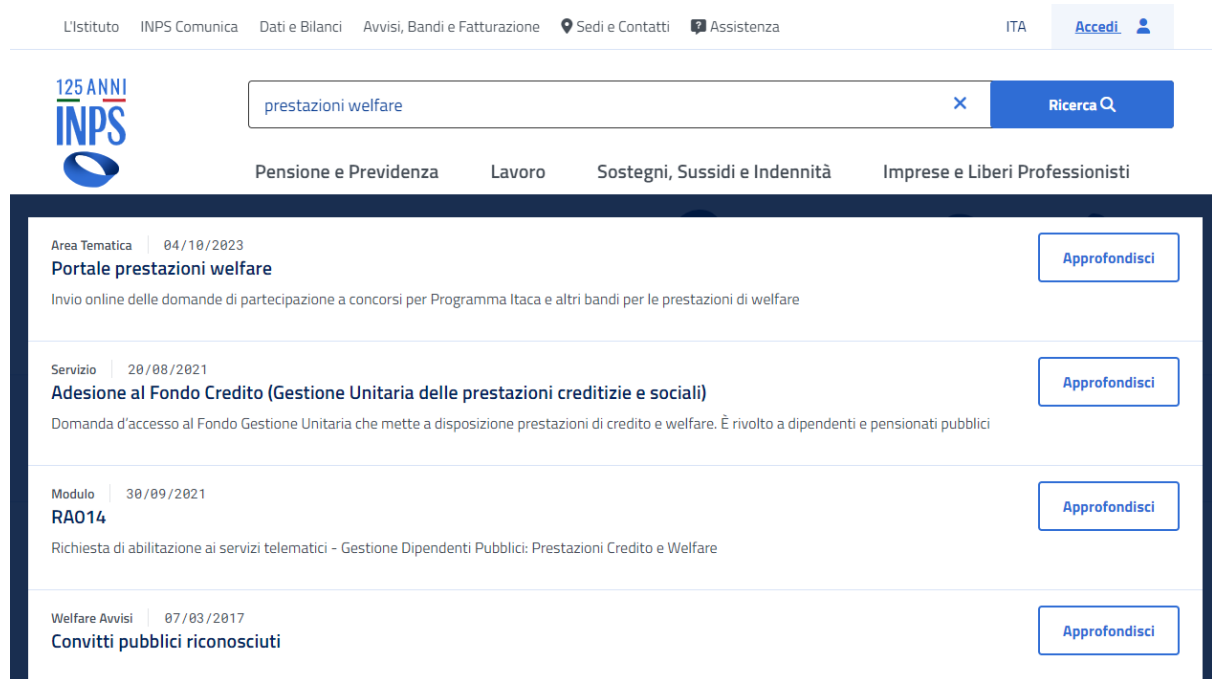 L'Istituto INPS Comunica Dati e Bilanci Avvisi, Bandi e Fatturazione Sedi e Contatti Assistenza ITA Accedi
125 ANNI
INPS
prestazioni welfare Ricerca
Pensione e Previdenza Lavoro Sostegni, Sussidi e Indennità Imprese e Liberi Professionisti
Area Tematica 04/10/2023
Portale prestazioni welfare
Approfondisci
Invio online delle domande di partecipazione a concorsi per Programma Itaca e altri bandi per le prestazioni di welfare
Servizio 20/08/2021
Adesione al Fondo Credito (Gestione Unitaria delle prestazioni creditizie e sociali)
Approfondisci
Domanda d'accesso al Fondo Gestione Unitaria che mette a disposizione prestazioni di credito e welfare. È rivolto a dipendenti e pensionati pubblici
Modulo 30/09/2021
RA014
Approfondisci
Richiesta di abilitazione ai servizi telematici - Gestione Dipendenti Pubblici: Prestazioni Credito e Welfare
Welfare Avvisi 07/03/2017
Convitti pubblici riconosciuti
Approfondisci